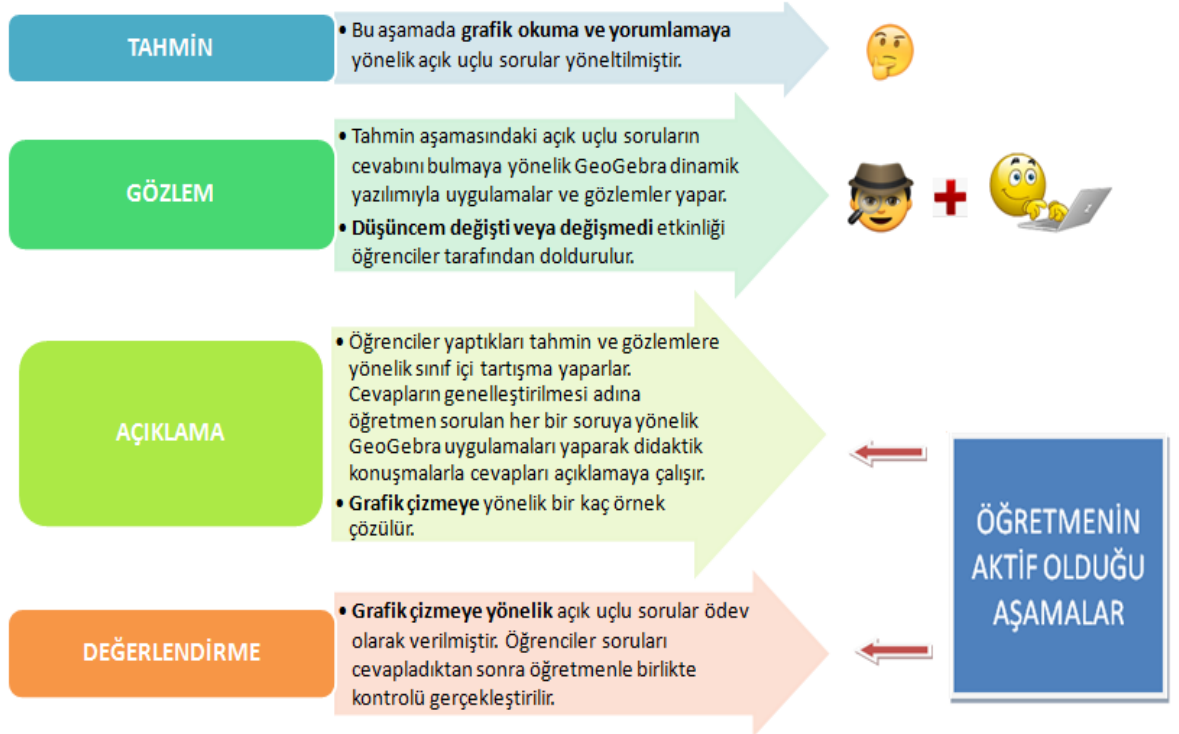 TAHMİN
• Bu aşamada grafik okuma ve yorumlamaya
yönelik açık uçlu sorular yöneltilmiştir.
GÖZLEM
• Tahmin aşamasındaki açık uçlu soruların
cevabını bulmaya yönelik GeoGebra dinamik
yazılımıyla uygulamalar ve gözlemler yapar.
• Düşüncem değişti veya değişmedi etkinliği
öğrenciler tarafından doldurulur.
AÇIKLAMA
• Öğrenciler yaptıkları tahmin ve gözlemlere
yönelik sınıf içi tartışma yaparlar.
Cevapların genelleştirilmesi adına
öğretmen sorulan her bir soruya yönelik
GeoGebra uygulamaları yaparak didaktik
konuşmalarla cevapları açıklamaya çalışır.
• Grafik çizmeye yönelik bir kaç örnek
çözülür.
DEĞERLENDİRME
• Grafik çizmeye yönelik açık uçlu sorular ödev
olarak verilmiştir. Öğrenciler soruları
cevapladıktan sonra öğretmenle birlikte
kontrolü gerçekleştirilir.
ÖĞRETMENİN
AKTİF OLDUĞU
AŞAMALAR